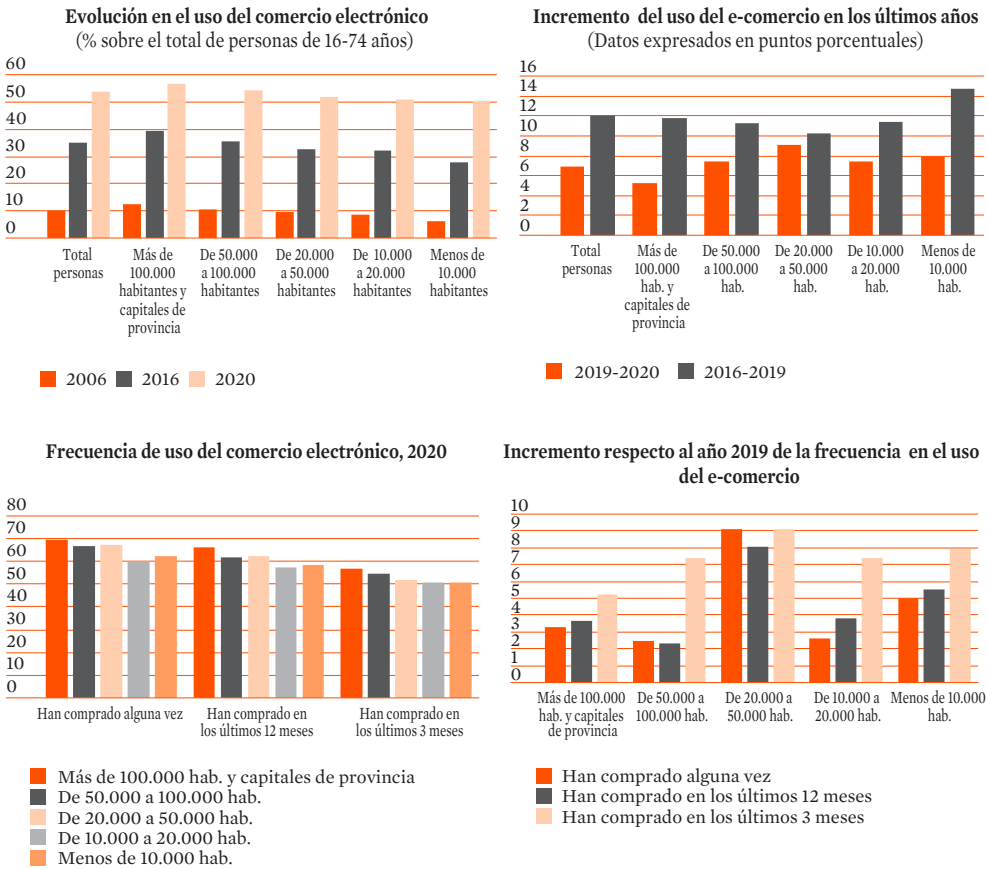 Evolución en el uso del comercio electrónico
(% sobre el total de personas de 16-74 años)
60
50
40
30
20
10
0
Total
personas
Más de
100.000
habitantes y
capitales de
provincia
De 50.000
a 100.000
habitantes
De 20.000
a 50.000
habitantes
De 10.000
a 20.000
habitantes
Menos de
10.000
habitantes
2006 2016 2020
Incremento del uso del e-comercio en los últimos años
(Datos expresados en puntos porcentuales)
16
14
12
10
8
6
4
2
0
Total
personas
Más de
100.000
hab. y
capitales de
provincia
De 50.000
a 100.000
hab.
De 20.000
a 50.000
hab.
De 10.000
a 20.000
hab.
Menos de
10.000
hab.
2019-2020 2016-2019
Frecuencia de uso del comercio electrónico, 2020
80
70
60
50
40
30
20
10
0
Han comprado alguna vez
Han comprado en
los últimos 12 meses
Han comprado en
los últimos 3 meses
Más de 100.000 hab. y capitales de provincia
De 50.000 a 100.000 hab.
De 20.000 a 50.000 hab.
De 10.000 a 20.000 hab.
Menos de 10.000 hab.
Incremento respecto al año 2019 de la frecuencia en el uso
del e-comercio
10
9
8
7
6
5
4
3
2
1
0
Más de 100.000
hab. y capitales
de provincia
De 50.000 a
100.000 hab.
De 20.000 a
50.000 hab.
De 10.000 a
20.000 hab.
Menos de 10.000
hab.
Han comprado alguna vez
Han comprado en los últimos 12 meses
Han comprado en los últimos 3 meses